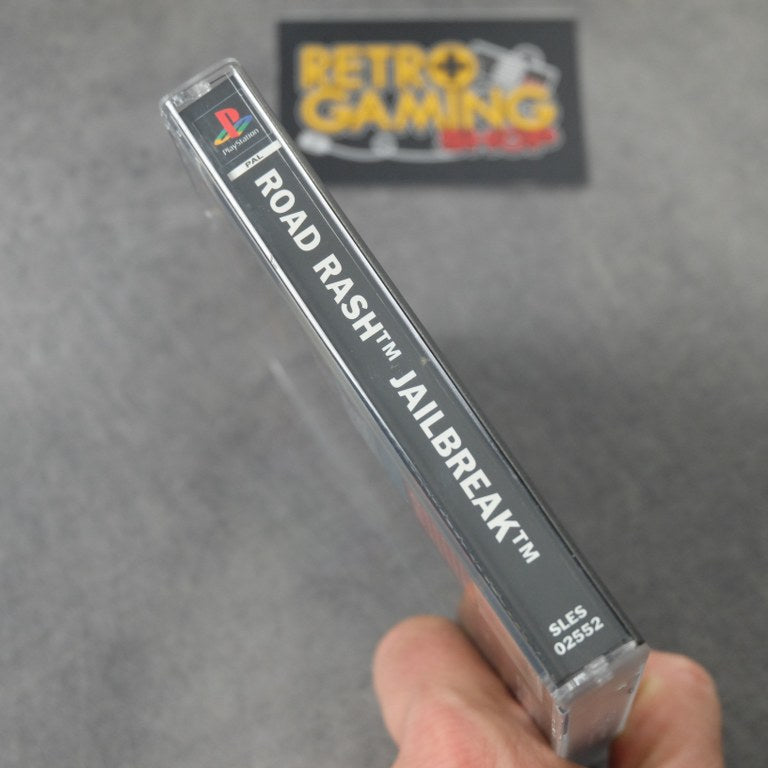 RETRO
GAMING
SHOP
PlayStation
PAL
ROAD RASH™ JAILBREAK™
SLES
02552